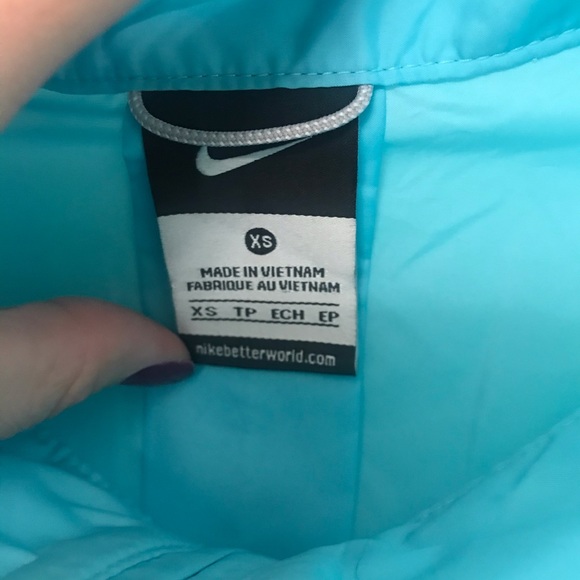 XS
MADE IN VIETNAM
FABRIQUE AU VIETNAM
XS TP ECH EP
nikebetterworld.com